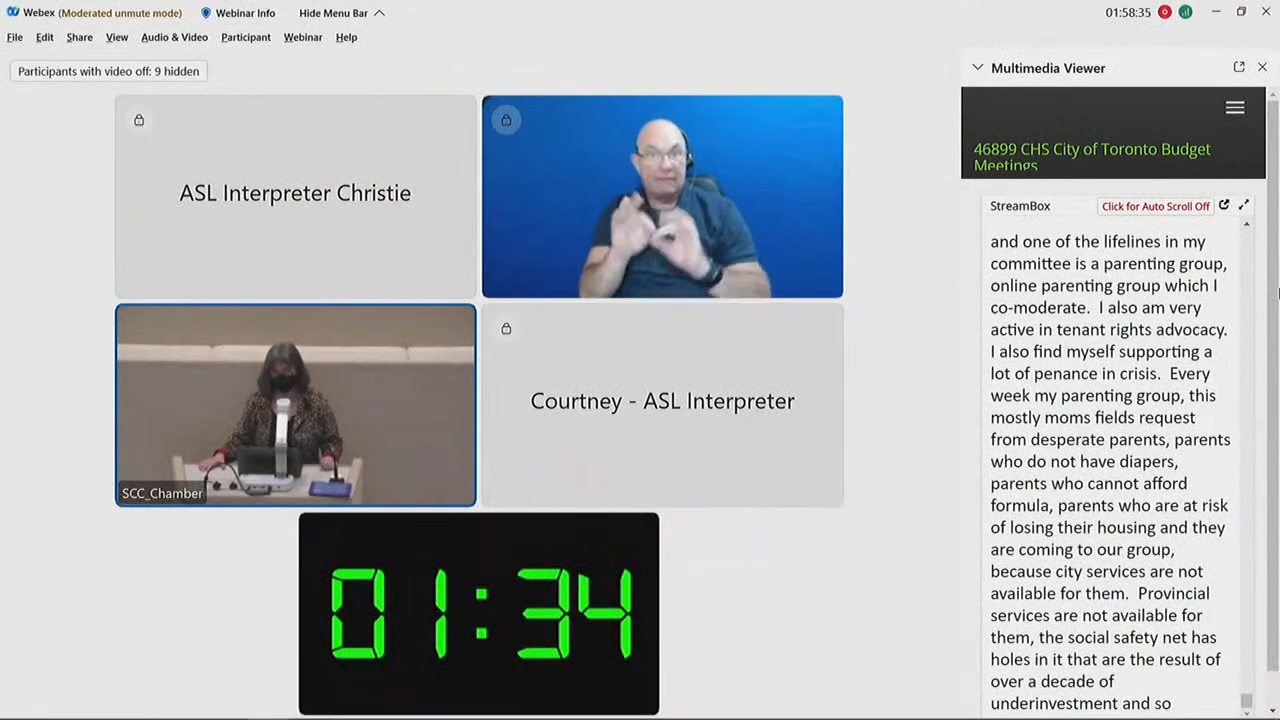 Webex (Moderated unmute mode) Webinar Info Hide Menu Bar 01:58:35
File Edit Share View Audio & Video Participant Webinar Help
Participants with video off: 9 hidden
Multimedia Viewer
46899 CHS City of Toronto Budget
Meetings
ASL Interpreter Christie
StreamBox Click for Auto Scroll Off
and one of the lifelines in my
committee is a parenting group,
online parenting group which I
co-moderate. I also am very
active in tenant rights advocacy.
I also find myself supporting a
lot of penance in crisis. Every
week my parenting group, this
mostly moms fields request
from desperate parents, parents
who do not have diapers,
parents who cannot afford
formula, parents who are at risk
of losing their housing and they
are coming to our group,
because city services are not
available for them. Provincial
services are not available for
them, the social safety net has
holes in it that are the result of
over a decade of
underinvestment and so
SCC_Chamber
Courtney - ASL Interpreter
01:34